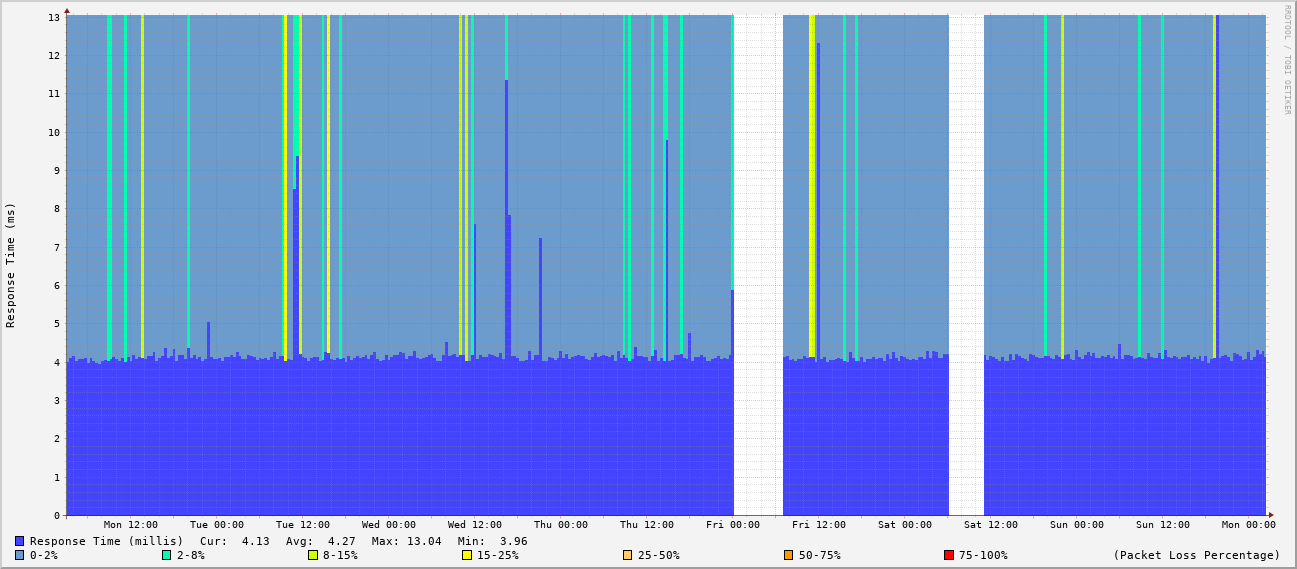 RRDTOOL / TOBI OETIKER
Response Time (ms)
13
12
11
10
9
8
7
6
5
4
3
2
1
0
Mon 12:00 Tue 00:00 Tue 12:00 Wed 00:00 Wed 12:00 Thu 00:00 Thu 12:00 Fri 00:00 Fri 12:00 Sat 00:00 Sat 12:00 Sun 00:00 Sun 12:00 Mon 00:00
Response Time (millis) Cur: 4.13 Avg: 4.27 Max: 13.04 Min: 3.96
0-2% 2-8% 8-15% 15-25% 25-50% 50-75% 75-100% (Packet Loss Percentage)